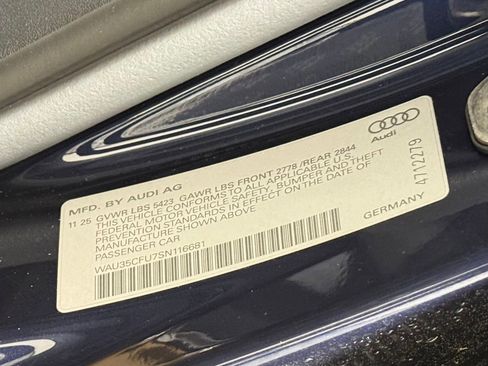 Audi
MFD. BY AUDI AG
11 25 GVWR LBS 5423 GAWR LBS FRONT 2778 /REAR 2844
THIS VEHICLE CONFORMS TO ALL APPLICABLE U.S.
FEDERAL MOTOR VEHICLE SAFETY, BUMPER AND THEFT
PREVENTION STANDARDS IN EFFECT ON THE DATE OF
MANUFACTURE SHOWN ABOVE
PASSENGER CAR
WAU35CFU7SN116681
GERMANY
4712279